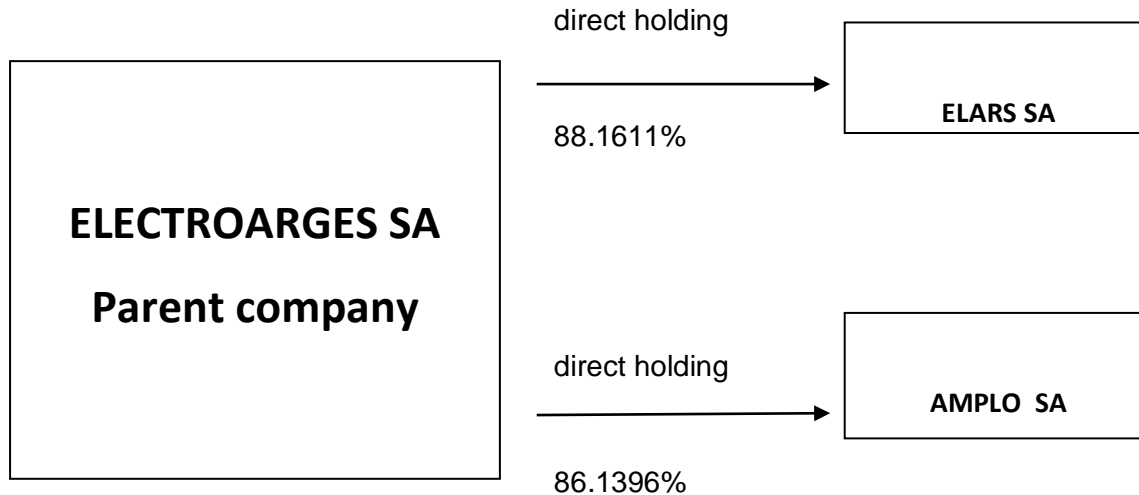 direct holding
88.1611%
ELARS SA
ELECTROARGES SA
Parent company
direct holding
86.1396%
AMPLO SA